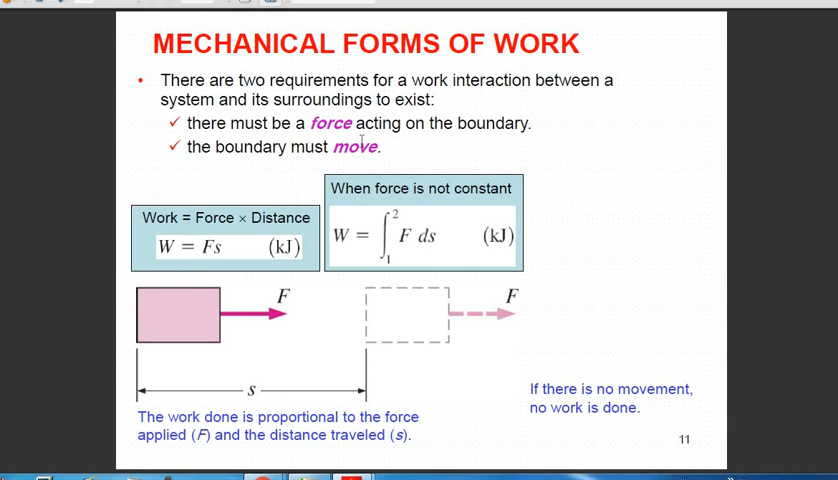 MECHANICAL FORMS OF WORK
• There are two requirements for a work interaction between a
system and its surroundings to exist:
✓ there must be a force acting on the boundary.
✓ the boundary must move.
When force is not constant
W = ∫₁² F ds (kJ)
Work = Force × Distance
W = Fs (kJ)
F
F
s
The work done is proportional to the force
applied (F) and the distance traveled (s).
If there is no movement,
no work is done.
11